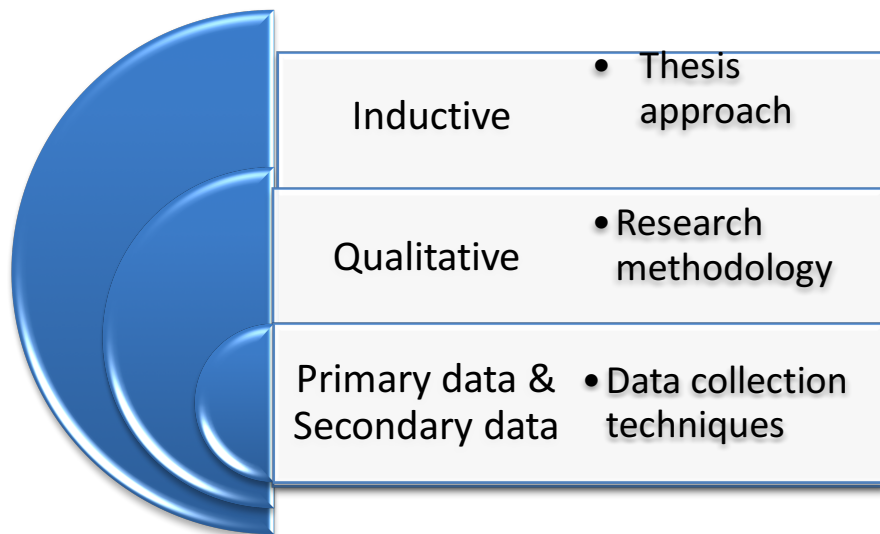 Inductive
• Thesis
approach
Qualitative
• Research
methodology
Primary data &
Secondary data
• Data collection
techniques